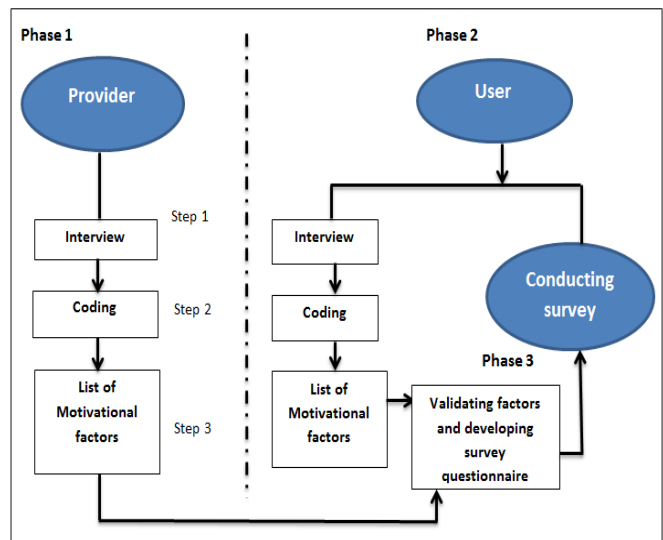 Phase 1
Provider
Step 1
Interview
Coding
Step 2
List of
Motivational
factors
Step 3
Phase 2
User
Interview
Coding
List of
Motivational
factors
Conducting
survey
Phase 3
Validating factors
and developing
survey
questionnaire